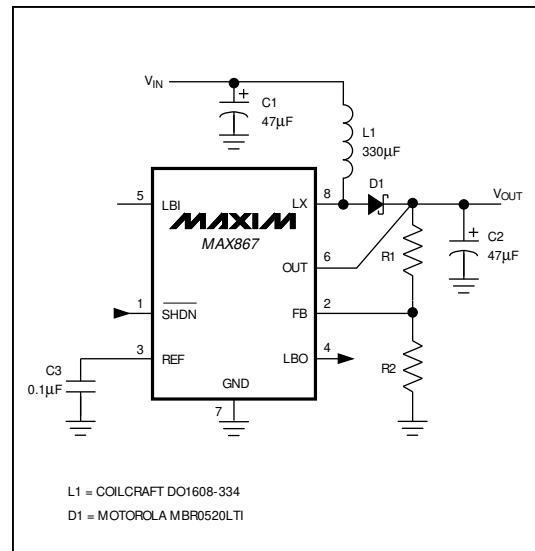 VIN
C1
47µF
L1
330µF
D1
VOUT
5
LBI
LX
8
MAXIM
MAX867
6
OUT
R1
C2
47µF
1
SHDN
FB
2
3
REF
LBO
4
C3
0.1µF
R2
GND
7
L1 = COILCRAFT DO1608-334
D1 = MOTOROLA MBR0520LTI